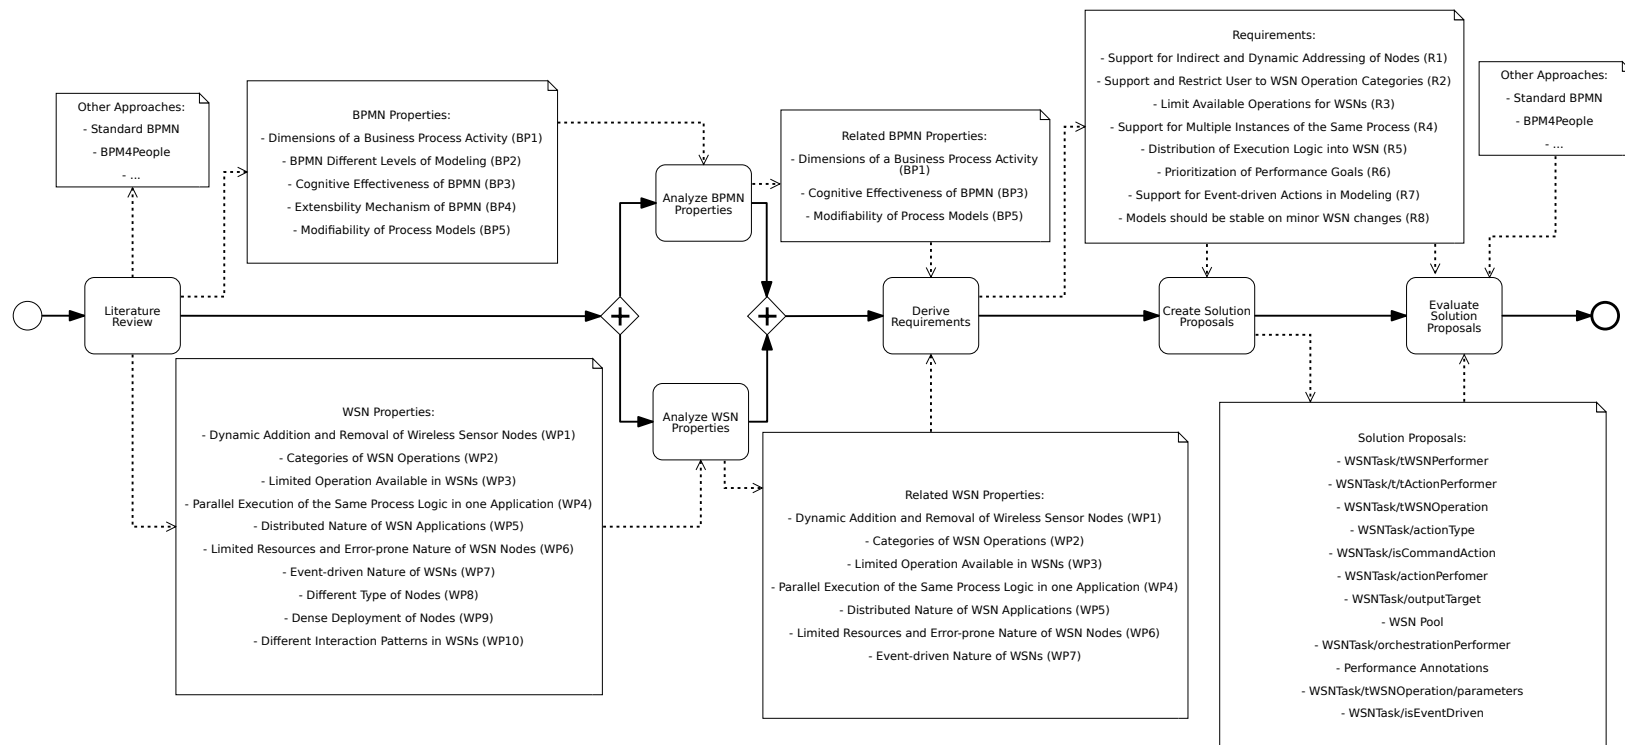 Other Approaches:
- Standard BPMN
- BPM4People
- ...
BPMN Properties:
- Dimensions of a Business Process Activity (BP1)
- BPMN Different Levels of Modeling (BP2)
- Cognitive Effectiveness of BPMN (BP3)
- Extensbility Mechanism of BPMN (BP4)
- Modifiability of Process Models (BP5)
Analyze BPMN
Properties
Related BPMN Properties:
- Dimensions of a Business Process Activity
(BP1)
- Cognitive Effectiveness of BPMN (BP3)
- Modifiability of Process Models (BP5)
Requirements:
- Support for Indirect and Dynamic Addressing of Nodes (R1)
- Support and Restrict User to WSN Operation Categories (R2)
- Limit Available Operations for WSNs (R3)
- Support for Multiple Instances of the Same Process (R4)
- Distribution of Execution Logic into WSN (R5)
- Prioritization of Performance Goals (R6)
- Support for Event-driven Actions in Modeling (R7)
- Models should be stable on minor WSN changes (R8)
Other Approaches:
- Standard BPMN
- BPM4People
- ...
Literature
Review
Derive
Requirements
Create Solution
Proposals
Evaluate
Solution
Proposals
WSN Properties:
- Dynamic Addition and Removal of Wireless Sensor Nodes (WP1)
- Categories of WSN Operations (WP2)
- Limited Operation Available in WSNs (WP3)
- Parallel Execution of the Same Process Logic in one Application (WP4)
- Distributed Nature of WSN Applications (WP5)
- Limited Resources and Error-prone Nature of WSN Nodes (WP6)
- Event-driven Nature of WSNs (WP7)
- Different Type of Nodes (WP8)
- Dense Deployment of Nodes (WP9)
- Different Interaction Patterns in WSNs (WP10)
Analyze WSN
Properties
Related WSN Properties:
- Dynamic Addition and Removal of Wireless Sensor Nodes (WP1)
- Categories of WSN Operations (WP2)
- Limited Operation Available in WSNs (WP3)
- Parallel Execution of the Same Process Logic in one Application (WP4)
- Distributed Nature of WSN Applications (WP5)
- Limited Resources and Error-prone Nature of WSN Nodes (WP6)
- Event-driven Nature of WSNs (WP7)
Solution Proposals:
- WSNTask/tWSNPerformer
- WSNTask/t/tActionPerformer
- WSNTask/tWSNOperation
- WSNTask/actionType
- WSNTask/isCommandAction
- WSNTask/actionPerfomer
- WSNTask/outputTarget
- WSN Pool
- WSNTask/orchestrationPerformer
- Performance Annotations
- WSNTask/tWSNOperation/parameters
- WSNTask/isEventDriven